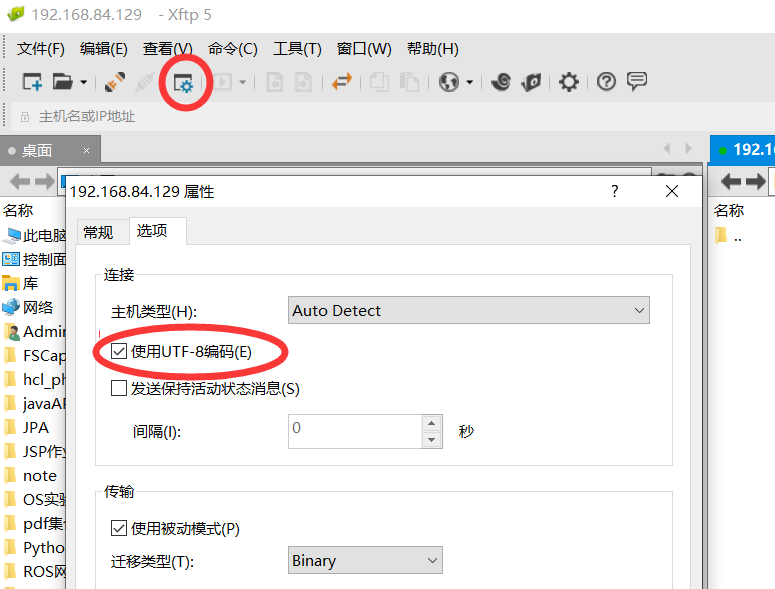 192.168.84.129 - Xftp 5
文件(F) 编辑(E) 查看(V) 命令(C) 工具(T) 窗口(W) 帮助(H)
主机名或IP地址
桌面 × 192.16
192.168.84.129 属性 ?
名称
此电脑
控制面
库
网络
Admin
FSCap
hcl_ph
javaAP
JPA
JSP作业
note
OS实验
pdf集
Pytho
ROS网
常规 选项
连接
主机类型(H): Auto Detect
使用UTF-8编码(E)
发送保持活动状态消息(S)
间隔(I): 0 秒
传输
使用被动模式(P)
迁移类型(T): Binary
名称
..